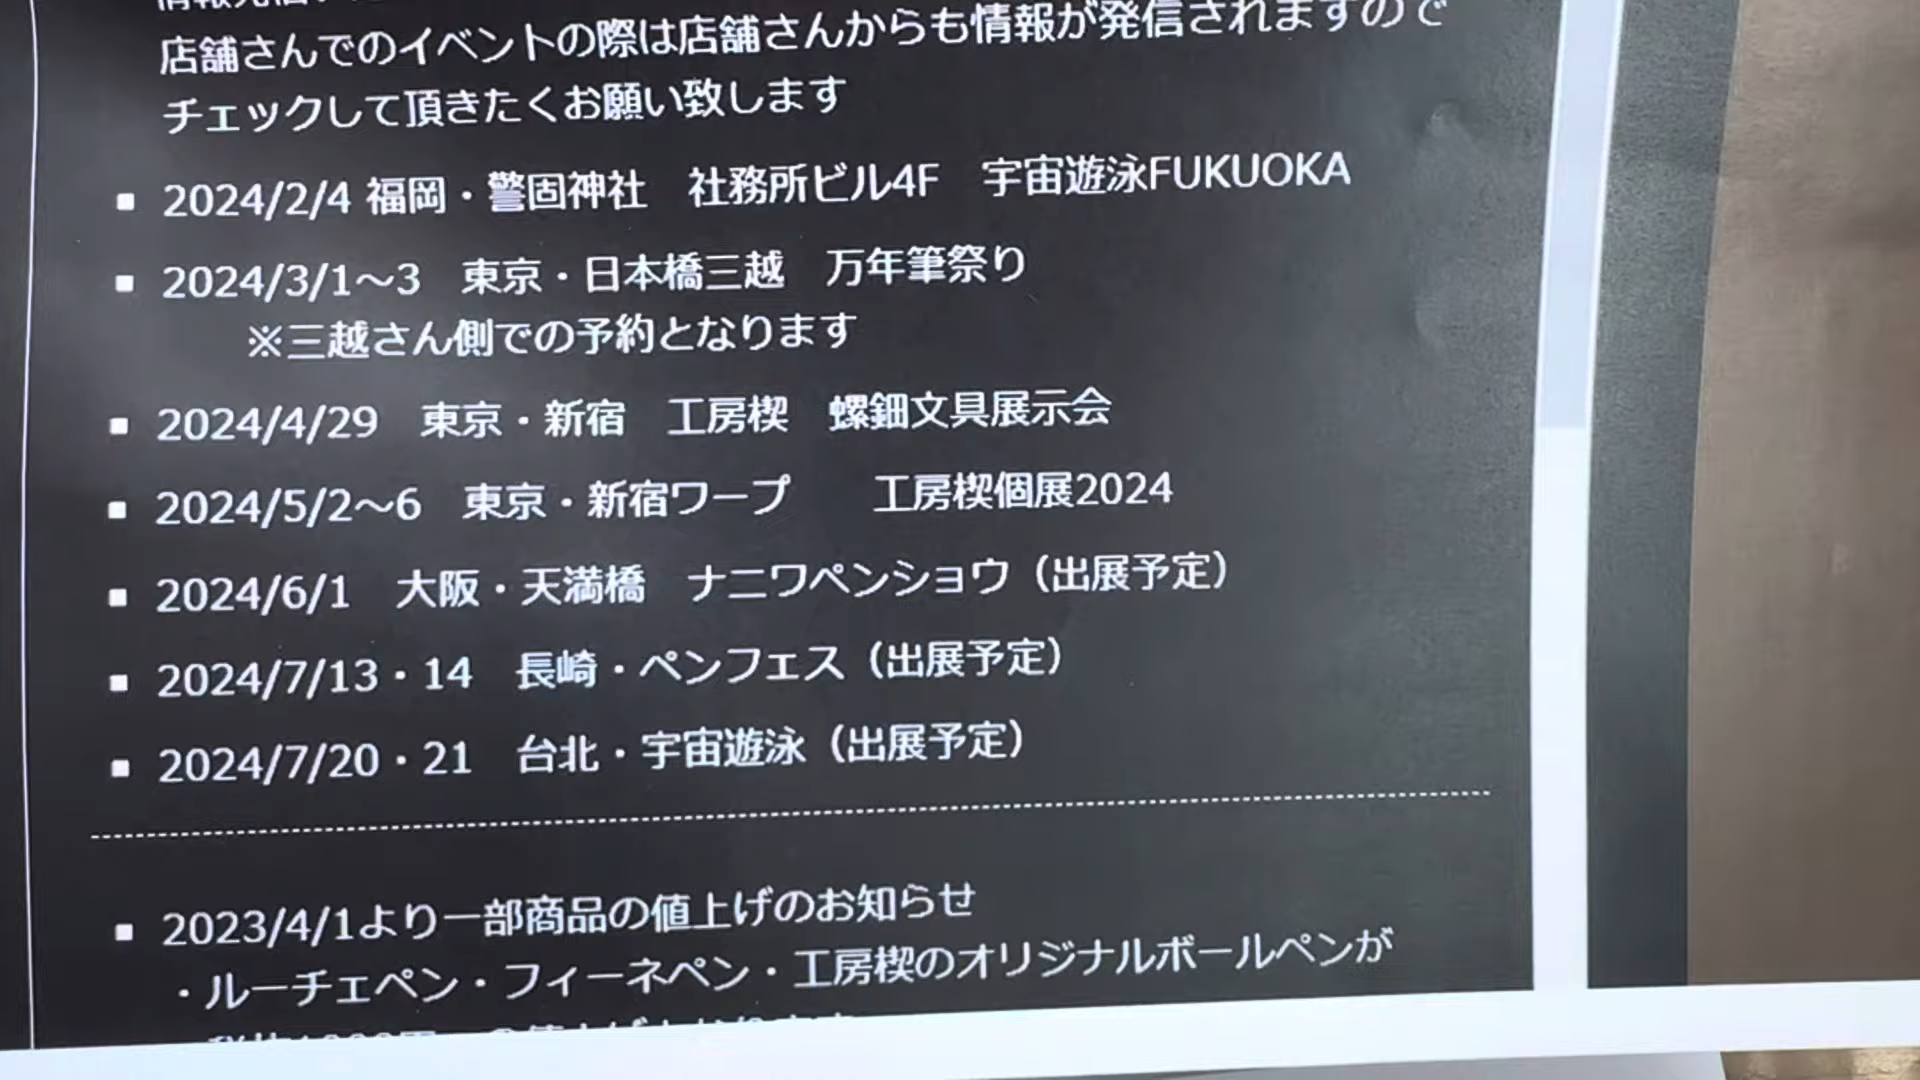 店舗さんでのイベントの際は店舗さんからも情報が発信されますので
チェックして頂きたくお願い致します
▪ 2024/2/4 福岡・警固神社　社務所ビル4F　宇宙遊泳FUKUOKA
▪ 2024/3/1～3　東京・日本橋三越　万年筆祭り
※三越さん側での予約となります
▪ 2024/4/29　東京・新宿　工房楔　螺鈿文具展示会
▪ 2024/5/2～6　東京・新宿ワープ　　工房楔個展2024
▪ 2024/6/1　大阪・天満橋　ナニワペンショウ（出展予定）
▪ 2024/7/13・14　長崎・ペンフェス（出展予定）
▪ 2024/7/20・21　台北・宇宙遊泳（出展予定）
▪ 2023/4/1より一部商品の値上げのお知らせ
・ルーチェペン・フィーネペン・工房楔のオリジナルボールペンが